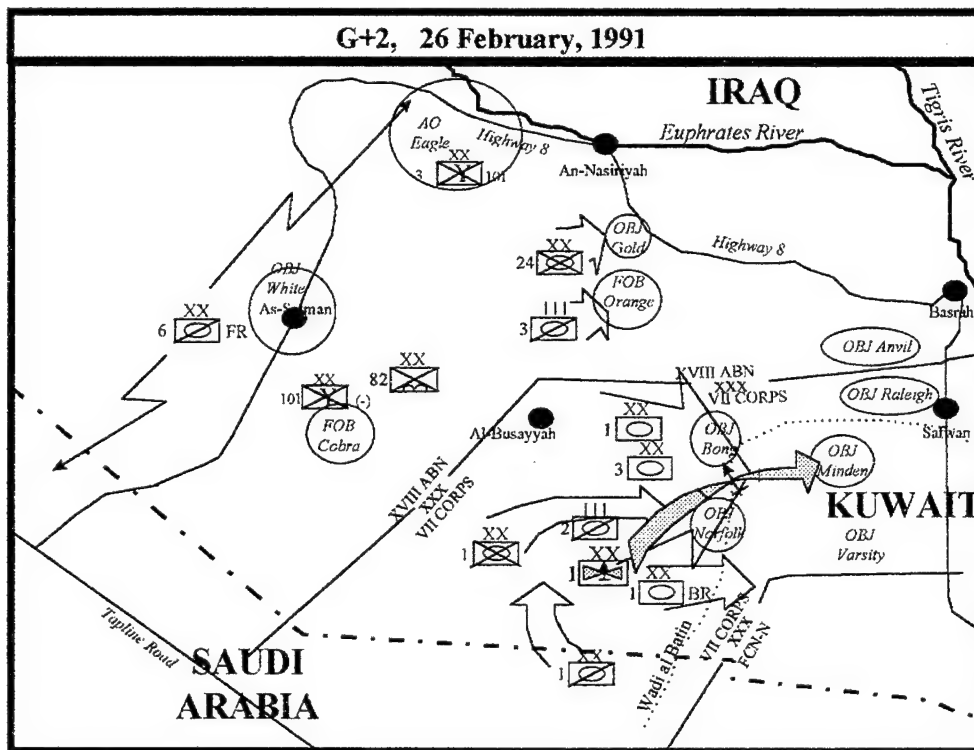 G+2, 26 February, 1991
IRAQ
Tigris River
AO
Eagle
Highway 8
Euphrates River
XX
3 101
An-Nasiriyah
OBJ
Gold
Highway 8
XX
24
FOB
Orange
OBJ
White
As-Salman
XX
6 FR
III
3
Basrah
OBJ Anvil
XX
82
XVIII ABN
XXX
VII CORPS
OBJ Raleigh
XX
101 (-)
FOB
Cobra
Al-Busayyah
XX
1
OBJ
Bong
Safwan
XX
3
OBJ
Minden
XVIII ABN
XXX
VII CORPS
KUWAIT
III
2
OBJ
Norfolk
OBJ
Varsity
XX
1
XX
1
XX
1 BR
VII CORPS
XXX
FCN-N
Wadi al Batin
Tapline Road
SAUDI
ARABIA
XX
1